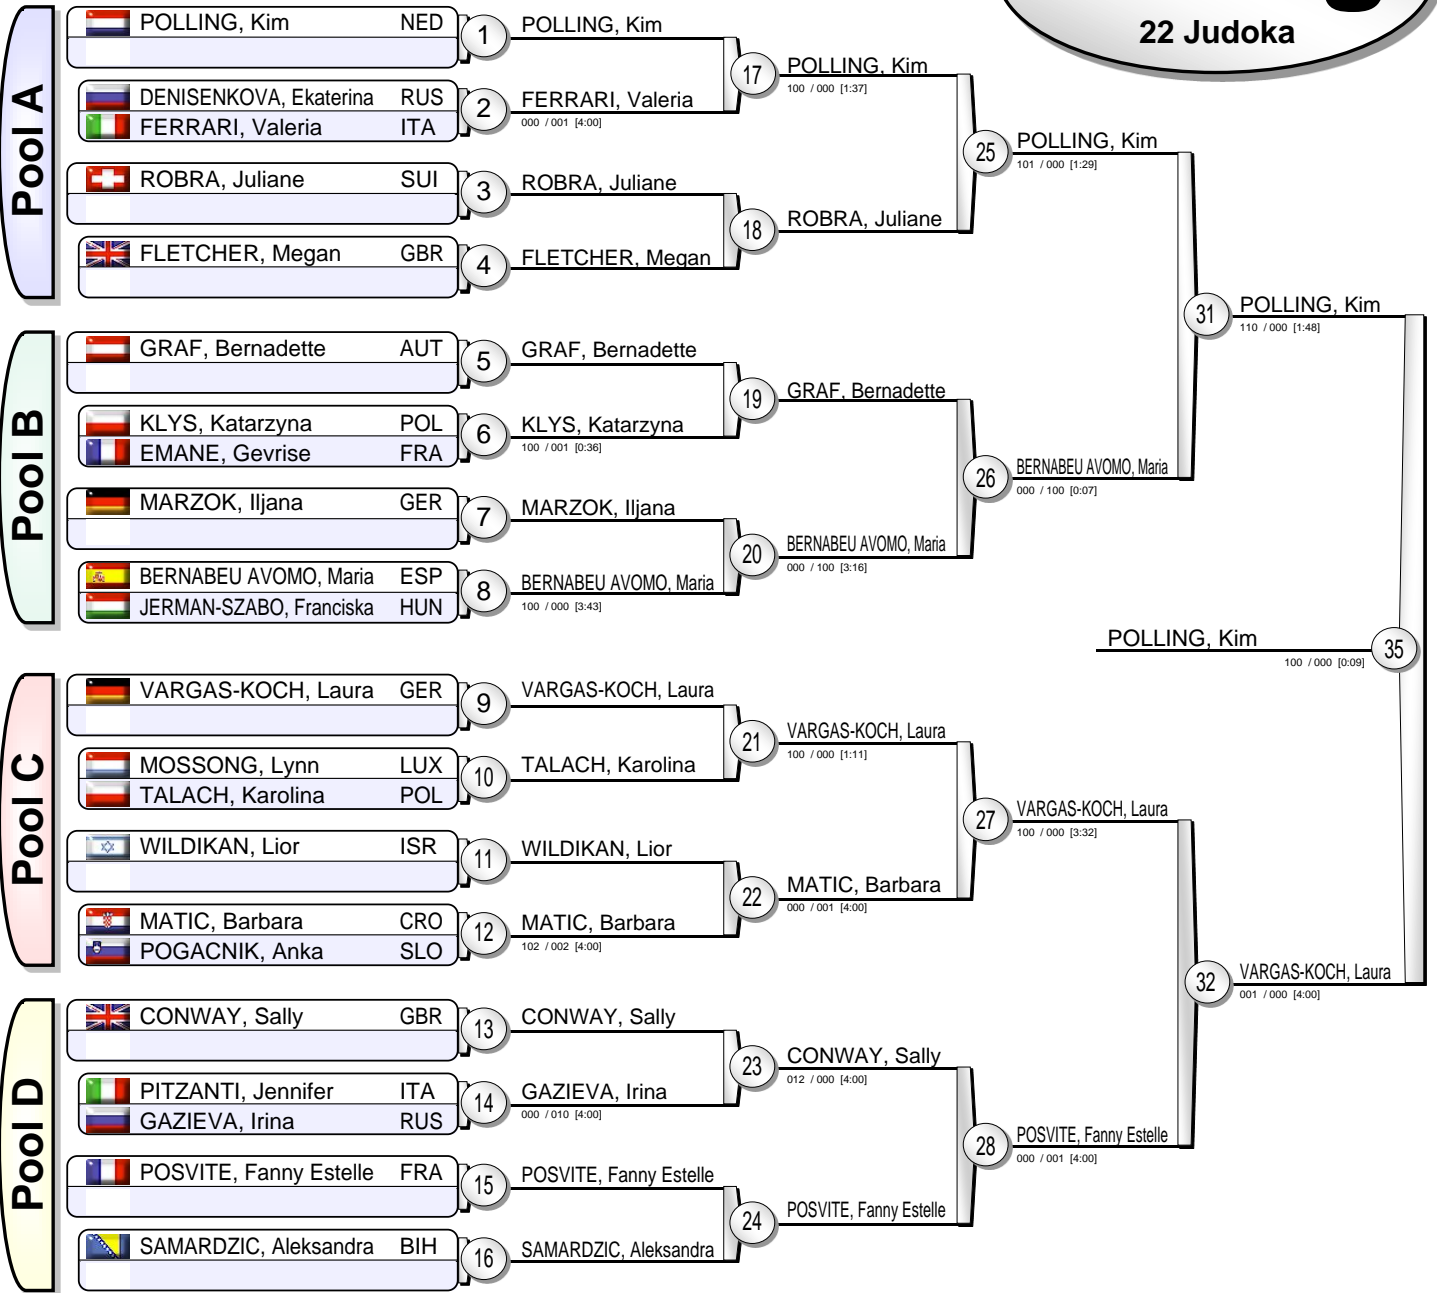 22 Judoka
Pool A
POLLING, Kim NED
DENISENKOVA, Ekaterina RUS
FERRARI, Valeria ITA
ROBRA, Juliane SUI
FLETCHER, Megan GBR
1
2
3
4
POLLING, Kim
FERRARI, Valeria
000 / 001 [4:00]
ROBRA, Juliane
FLETCHER, Megan
17
18
POLLING, Kim
100 / 000 [1:37]
ROBRA, Juliane
25
POLLING, Kim
101 / 000 [1:29]
Pool B
GRAF, Bernadette AUT
KLYS, Katarzyna POL
EMANE, Gevrise FRA
MARZOK, Iljana GER
BERNABEU AVOMO, Maria ESP
JERMAN-SZABO, Franciska HUN
5
6
7
8
GRAF, Bernadette
KLYS, Katarzyna
100 / 001 [0:36]
MARZOK, Iljana
BERNABEU AVOMO, Maria
100 / 000 [3:43]
19
20
GRAF, Bernadette
BERNABEU AVOMO, Maria
000 / 100 [3:16]
26
BERNABEU AVOMO, Maria
000 / 100 [0:07]
31
POLLING, Kim
110 / 000 [1:48]
POLLING, Kim
100 / 000 [0:09]
35
Pool C
VARGAS-KOCH, Laura GER
MOSSONG, Lynn LUX
TALACH, Karolina POL
WILDIKAN, Lior ISR
MATIC, Barbara CRO
POGACNIK, Anka SLO
9
10
11
12
VARGAS-KOCH, Laura
TALACH, Karolina
WILDIKAN, Lior
MATIC, Barbara
102 / 002 [4:00]
21
22
VARGAS-KOCH, Laura
100 / 000 [1:11]
MATIC, Barbara
000 / 001 [4:00]
27
VARGAS-KOCH, Laura
100 / 000 [3:32]
Pool D
CONWAY, Sally GBR
PITZANTI, Jennifer ITA
GAZIEVA, Irina RUS
POSVITE, Fanny Estelle FRA
SAMARDZIC, Aleksandra BIH
13
14
15
16
CONWAY, Sally
GAZIEVA, Irina
000 / 010 [4:00]
POSVITE, Fanny Estelle
SAMARDZIC, Aleksandra
23
24
CONWAY, Sally
012 / 000 [4:00]
POSVITE, Fanny Estelle
28
POSVITE, Fanny Estelle
000 / 001 [4:00]
32
VARGAS-KOCH, Laura
001 / 000 [4:00]